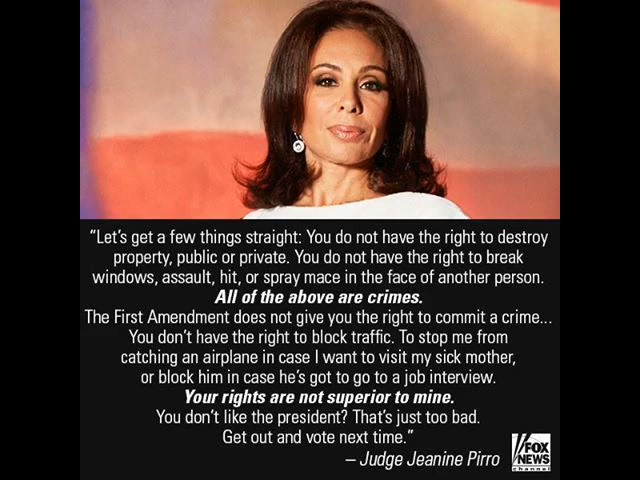 “Let’s get a few things straight: You do not have the right to destroy
property, public or private. You do not have the right to break
windows, assault, hit, or spray mace in the face of another person.
All of the above are crimes.
The First Amendment does not give you the right to commit a crime...
You don’t have the right to block traffic. To stop me from
catching an airplane in case I want to visit my sick mother,
or block him in case he’s got to go to a job interview.
Your rights are not superior to mine.
You don’t like the president? That’s just too bad.
Get out and vote next time.”
– Judge Jeanine Pirro
FOX
NEWS
channel